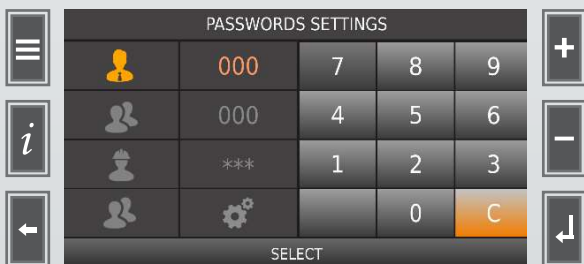 PASSWORDS SETTINGS
000 7 8 9
000 4 5 6
*** 1 2 3
0 C
SELECT
i
+
-